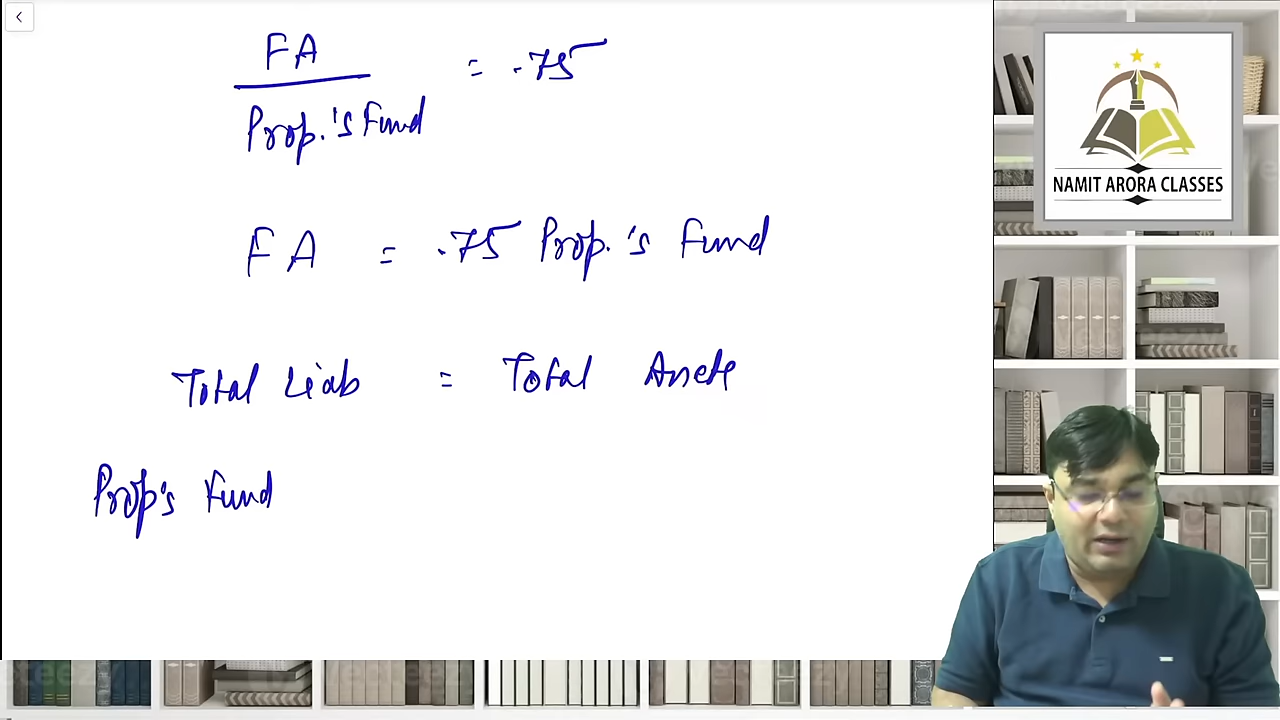 FA
= .75
Prop.'s Fund
FA = .75 Prop.'s Fund
Total Liab = Total Assets
Prop's Fund
NAMIT ARORA CLASSES